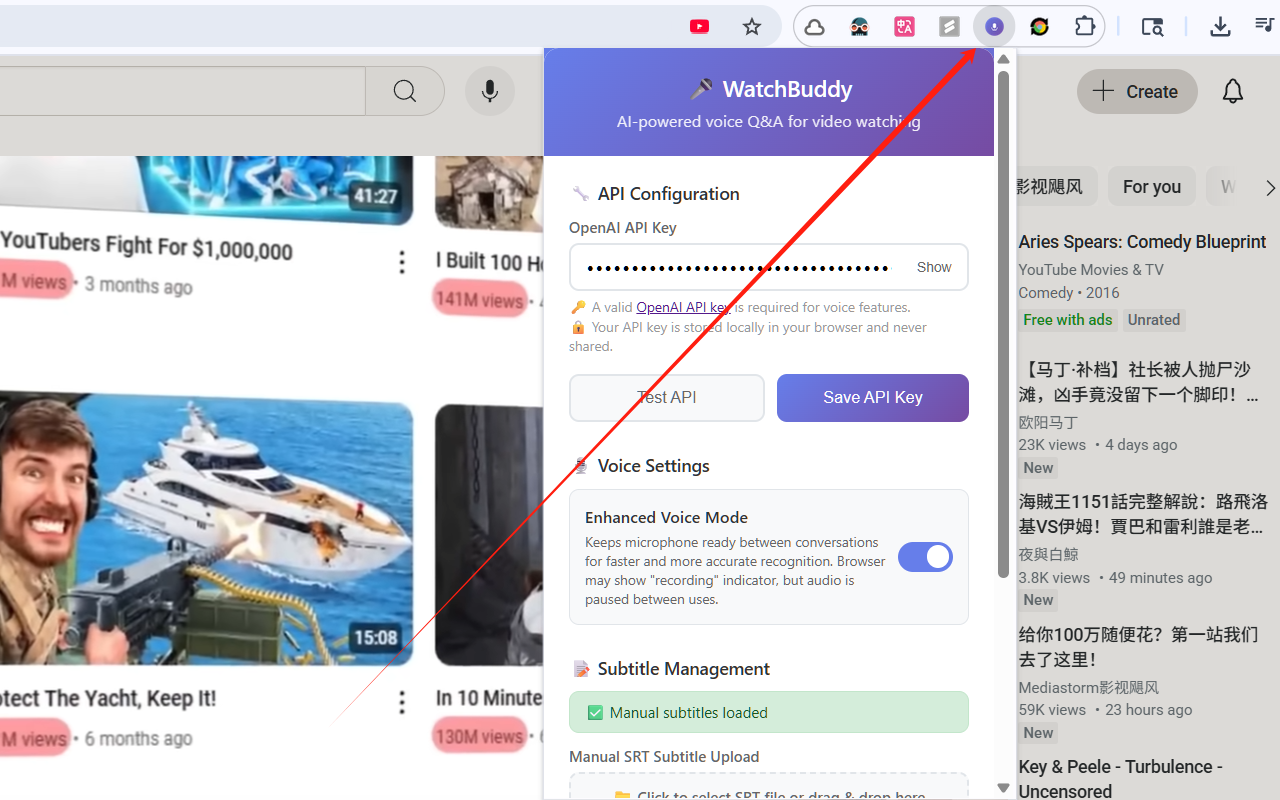 Create
WatchBuddy
AI-powered voice Q&A for video watching
API Configuration
OpenAI API Key
Show
A valid OpenAI API key is required for voice features.
Your API key is stored locally in your browser and never
shared.
Test API
Save API Key
Voice Settings
Enhanced Voice Mode
Keeps microphone ready between conversations
for faster and more accurate recognition. Browser
may show "recording" indicator, but audio is
paused between uses.
Subtitle Management
Manual subtitles loaded
Manual SRT Subtitle Upload
Click to select SRT file or drag & drop here
41:27
YouTubers Fight For $1,000,000
M views • 3 months ago
I Built 100 H
141M views •
15:08
otect The Yacht, Keep It!
M views • 6 months ago
In 10 Minute
130M views •
影视飓风
For you
W
Aries Spears: Comedy Blueprint
YouTube Movies & TV
Comedy • 2016
Free with ads
Unrated
【马丁·补档】社长被人抛尸沙
滩，凶手竟没留下一个脚印！...
欧阳马丁
23K views • 4 days ago
New
海賊王1151話完整解說：路飛洛
基VS伊姆！賈巴和雷利誰是老...
夜與白鯨
3.8K views • 49 minutes ago
New
给你100万随便花？第一站我们
去了这里！
Mediastorm影视飓风
59K views • 23 hours ago
New
Key & Peele - Turbulence -
Uncensored